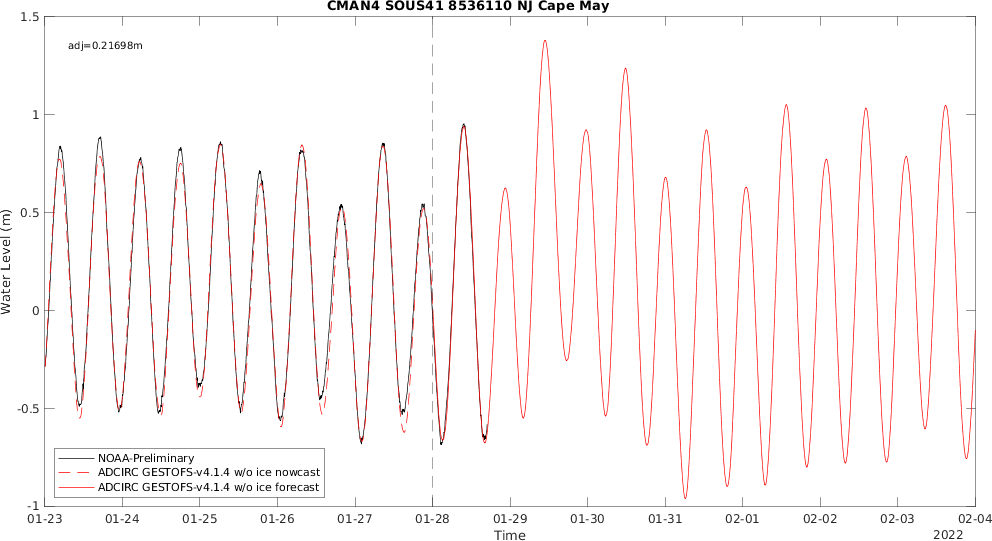 CMAN4 SOUS41 8536110 NJ Cape May
1.5
adj=0.21698m
1
0.5
Water Level (m)
0
-0.5
NOAA-Preliminary
ADCIRC GESTOFS-v4.1.4 w/o ice nowcast
ADCIRC GESTOFS-v4.1.4 w/o ice forecast
-1
01-23 01-24 01-25 01-26 01-27 01-28 01-29 01-30 01-31 02-01 02-02 02-03 02-04
Time
2022